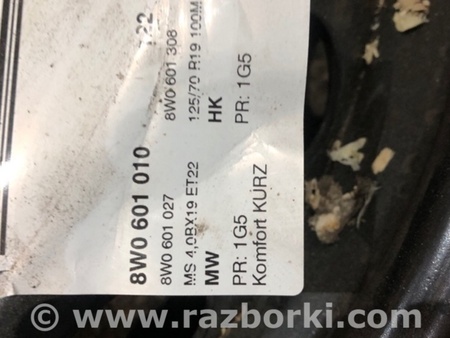 8W0 601 010
8W0 601 027
MS 4,0BX19 ET22
MW
PR: 1G5
Komfort KURZ
8W0 601 308
125/70 R19 100M
HK
PR: 1G5
© www.razborki.com